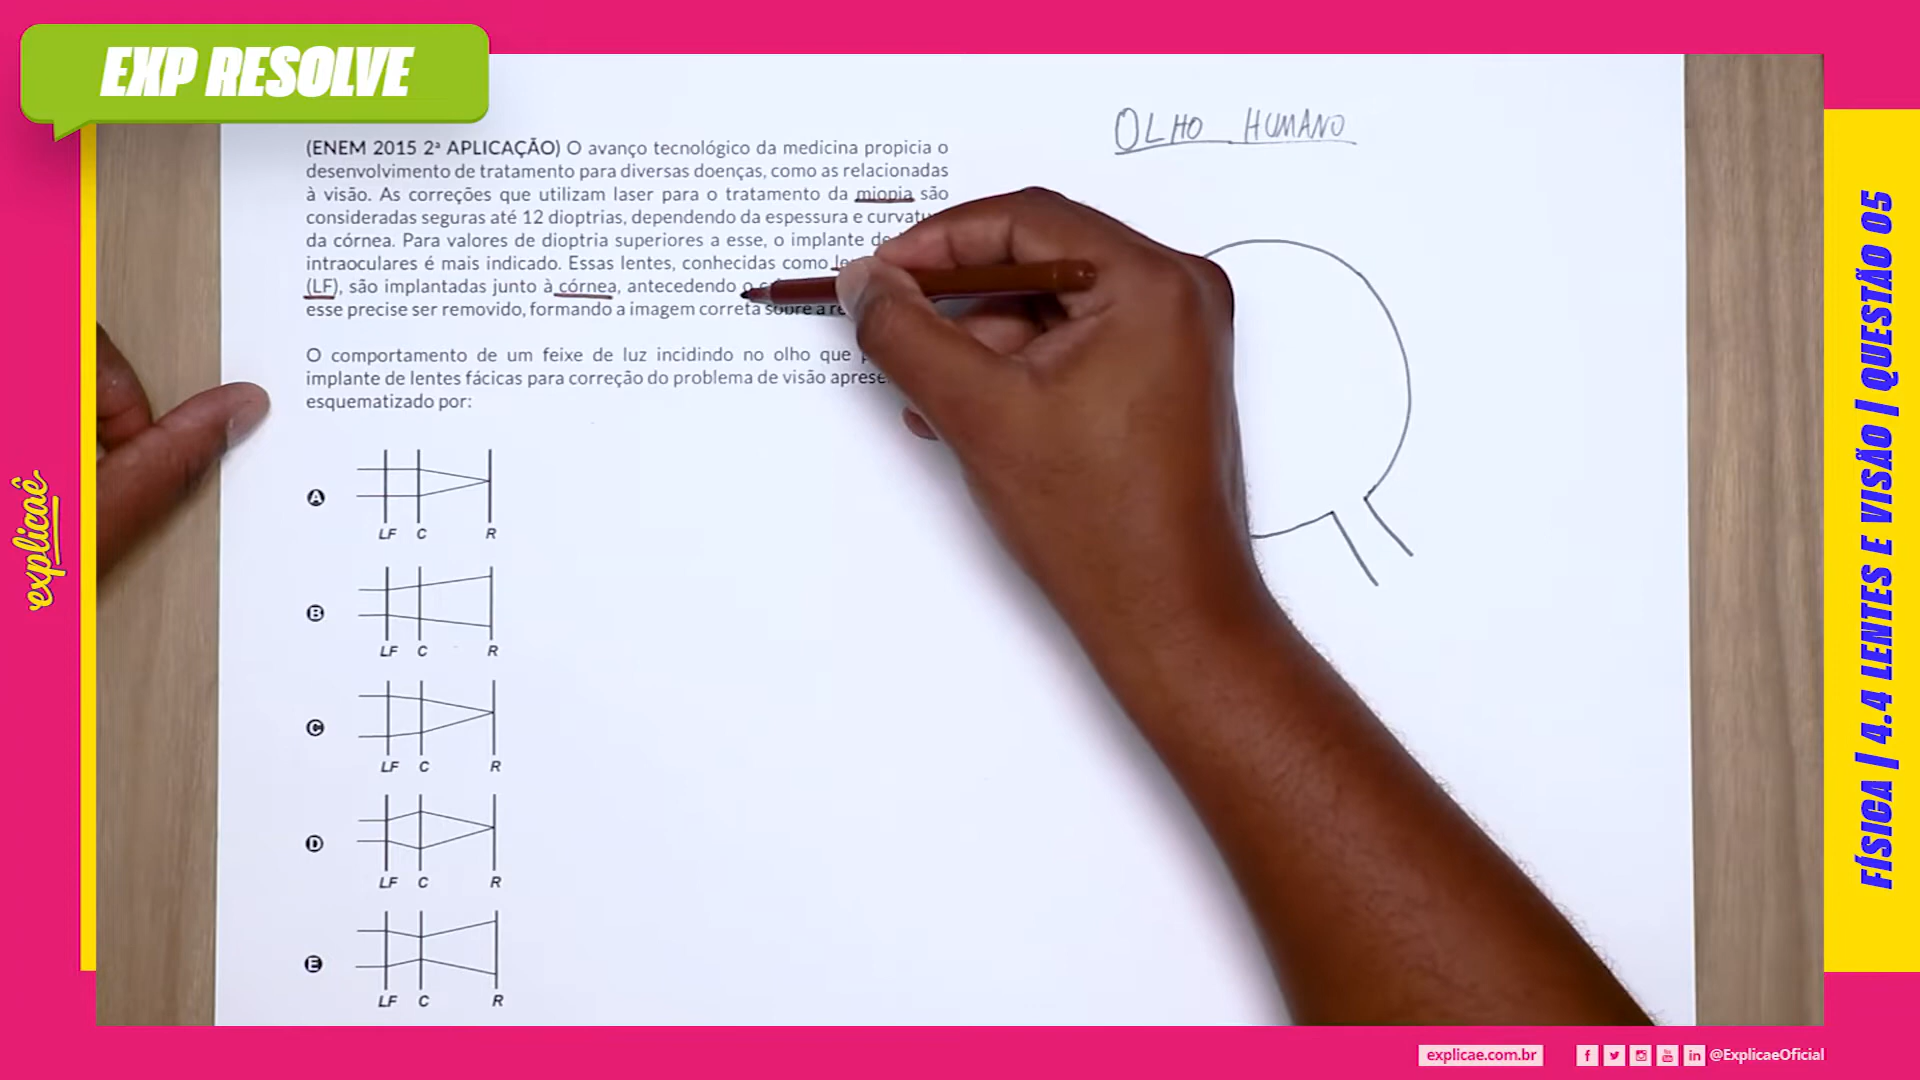 EXP RESOLVE
OLHO HUMANO
(ENEM 2015 2ª APLICAÇÃO) O avanço tecnológico da medicina propicia o
desenvolvimento de tratamento para diversas doenças, como as relacionadas
à visão. As correções que utilizam laser para o tratamento da miopia são
consideradas seguras até 12 dioptrias, dependendo da espessura e
da córnea. Para valores de dioptria superiores a esse, o implante de
intraoculares é mais indicado. Essas lentes, conhecidas como
(LF), são implantadas junto à córnea, antecedendo o
esse precise ser removido, formando a imagem correta sobre a
O comportamento de um feixe de luz incidindo no olho que
implante de lentes fácicas para correção do problema de visão
esquematizado por:
A
LF C R
B
LF C R
C
LF C R
D
LF C R
E
LF C R
explicaê
FÍSICA | 4.4 LENTES E VISÃO | QUESTÃO 05
explicae.com.br
@ExplicaeOficial